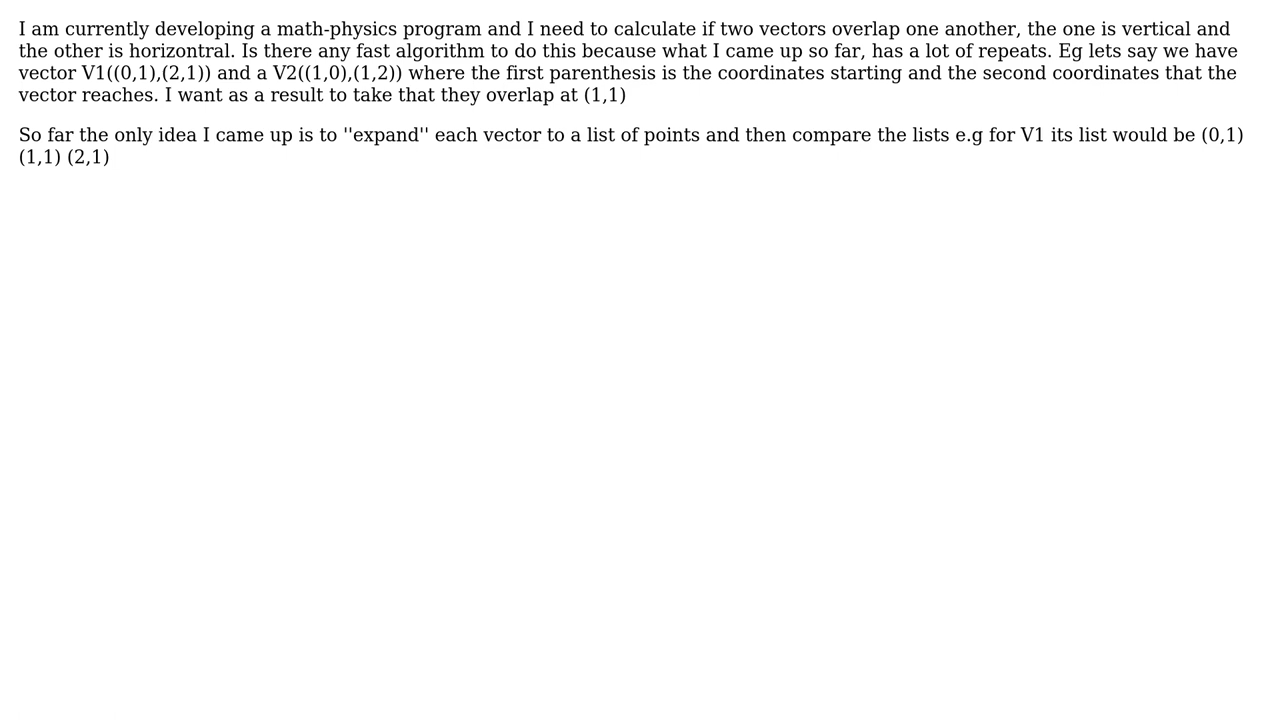 I am currently developing a math-physics program and I need to calculate if two vectors overlap one another, the one is vertical and
the other is horizontral. Is there any fast algorithm to do this because what I came up so far, has a lot of repeats. Eg lets say we have
vector V1((0,1),(2,1)) and a V2((1,0),(1,2)) where the first parenthesis is the coordinates starting and the second coordinates that the
vector reaches. I want as a result to take that they overlap at (1,1)
So far the only idea I came up is to ''expand'' each vector to a list of points and then compare the lists e.g for V1 its list would be (0,1)
(1,1) (2,1)